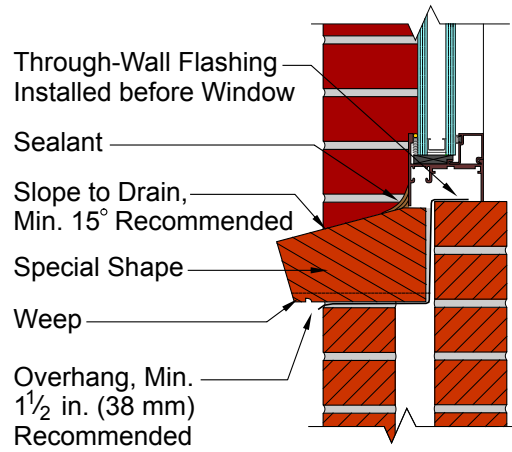 Through-Wall Flashing
Installed before Window
Sealant
Slope to Drain,
Min. 15° Recommended
Special Shape
Weep
Overhang, Min.
1½ in. (38 mm)
Recommended